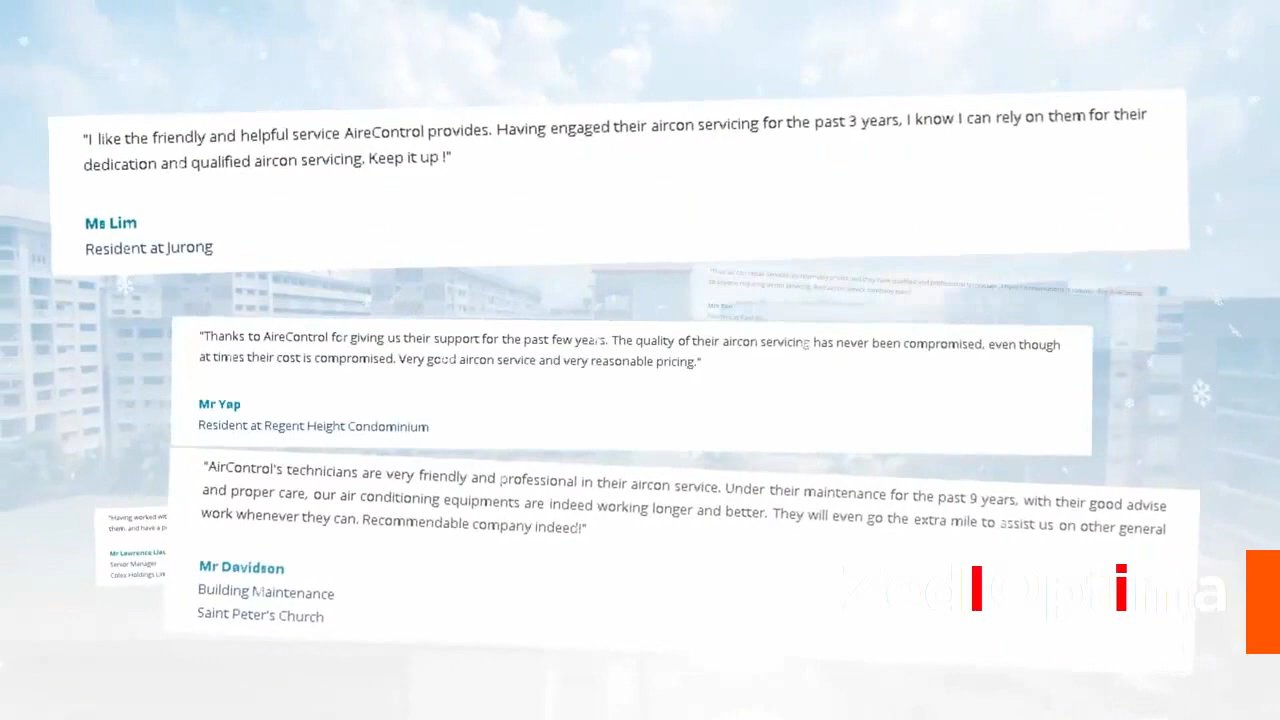 "I like the friendly and helpful service AireControl provides. Having engaged their aircon servicing for the past 3 years, I know I can rely on them for their
dedication and qualified aircon servicing. Keep it up !"
Ms Lim
Resident at Jurong
"Thanks to AireControl for giving us their support for the past few years. The quality of their aircon servicing has never been compromised, even though
at times their cost is compromised. Very good aircon service and very reasonable pricing."
Mr Yap
Resident at Regent Height Condominium
"AirControl's technicians are very friendly and professional in their aircon service. Under their maintenance for the past 9 years, with their good advise
and proper care, our air conditioning equipments are indeed working longer and better. They will even go the extra mile to assist us on other general
work whenever they can. Recommendable company indeed!"
Mr Davidson
Building Maintenance
Saint Peter's Church
"Having worked wit
them, and have a p
Mr Lawrence Liau
Senior Manager